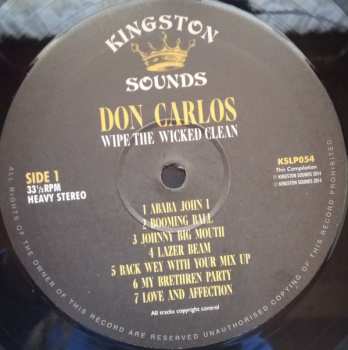 KINGSTON
SOUNDS
DON CARLOS
WIPE THE WICKED CLEAN
SIDE 1
33⅓RPM
HEAVY STEREO
KSLP054
This Compilation
℗ KINGSTON SOUNDS 2014
© KINGSTON SOUNDS 2014
1 ABABA JOHN I
2 BOOMING BALL
3 JOHNNY BIG MOUTH
4 LAZER BEAM
5 BACK WEY WITH YOUR MIX UP
6 MY BRETHREN PARTY
7 LOVE AND AFFECTION
All tracks copyright control
ALL RIGHTS OF THE OWNER OF THIS RECORD ARE RESERVED UNAUTHORISED COPYING OF THIS RECORD PROHIBITED